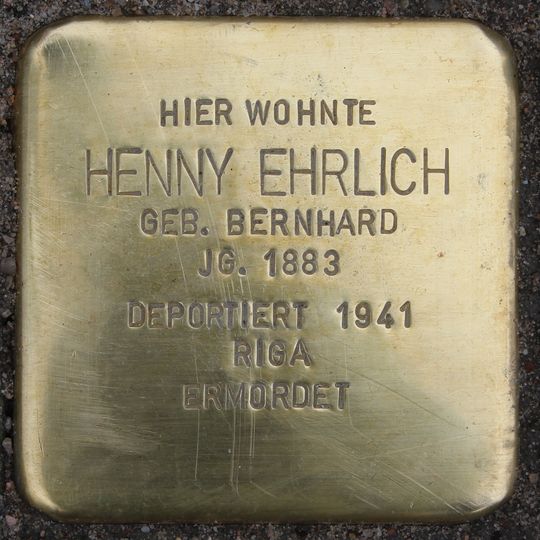 HIER WOHNTE
HENNY EHRLICH
GEB. BERNHARD
JG. 1883
DEPORTIERT 1941
RIGA
ERMORDET